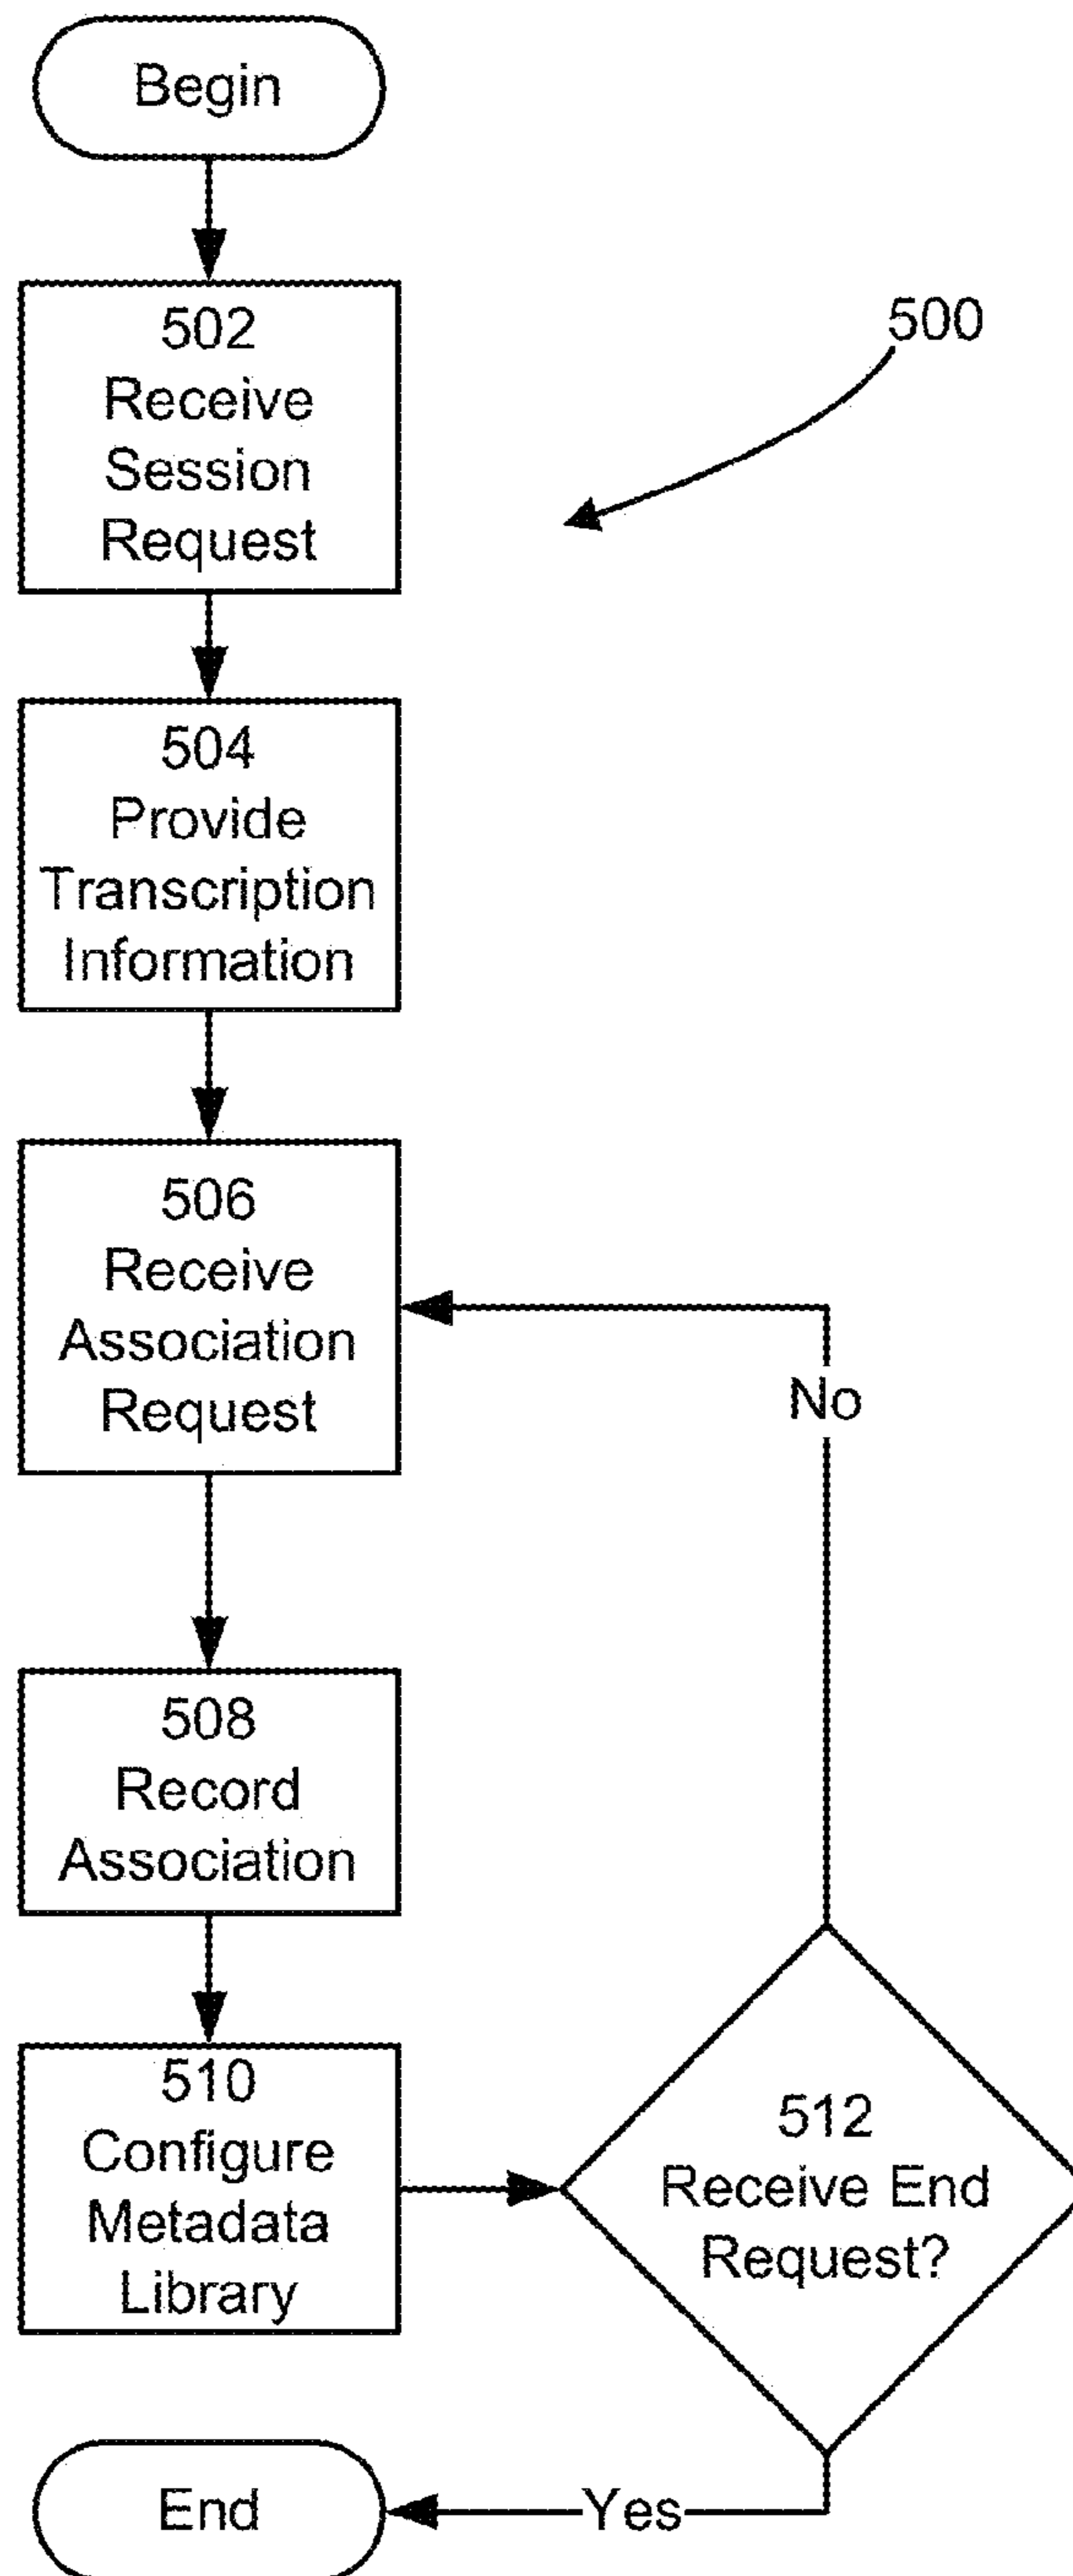 Begin
502
Receive
Session
Request
500
504
Provide
Transcription
Information
506
Receive
Association
Request
No
508
Record
Association
510
Configure
Metadata
Library
512
Receive End
Request?
End
Yes